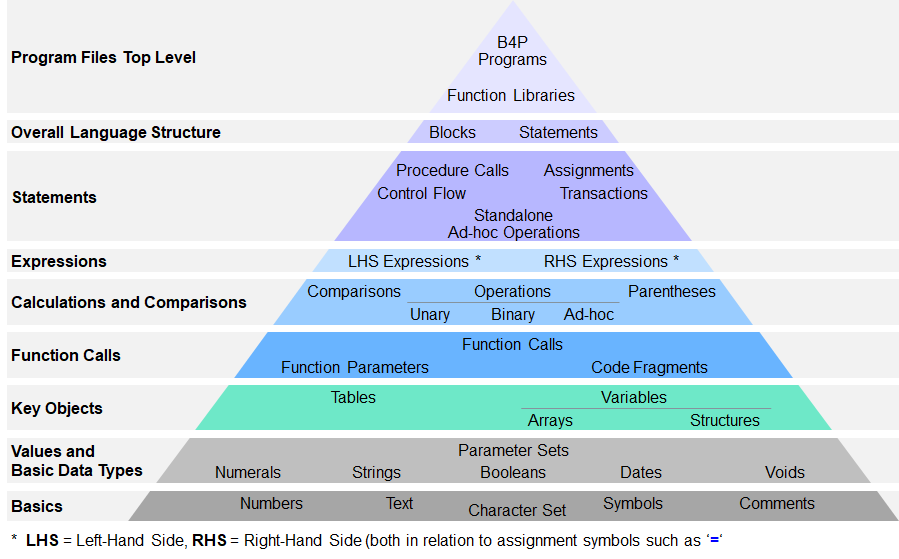 Program Files Top Level
B4P
Programs
Function Libraries
Overall Language Structure
Blocks Statements
Statements
Procedure Calls Assignments
Control Flow Transactions
Standalone
Ad-hoc Operations
Expressions
LHS Expressions * RHS Expressions *
Calculations and Comparisons
Comparisons Operations Parentheses
Unary Binary Ad-hoc
Function Calls
Function Calls
Function Parameters Code Fragments
Key Objects
Tables Variables
Arrays Structures
Values and
Basic Data Types
Parameter Sets
Numerals Strings Booleans Dates Voids
Basics
Numbers Text Character Set Symbols Comments
* LHS = Left-Hand Side, RHS = Right-Hand Side (both in relation to assignment symbols such as ‘=‘